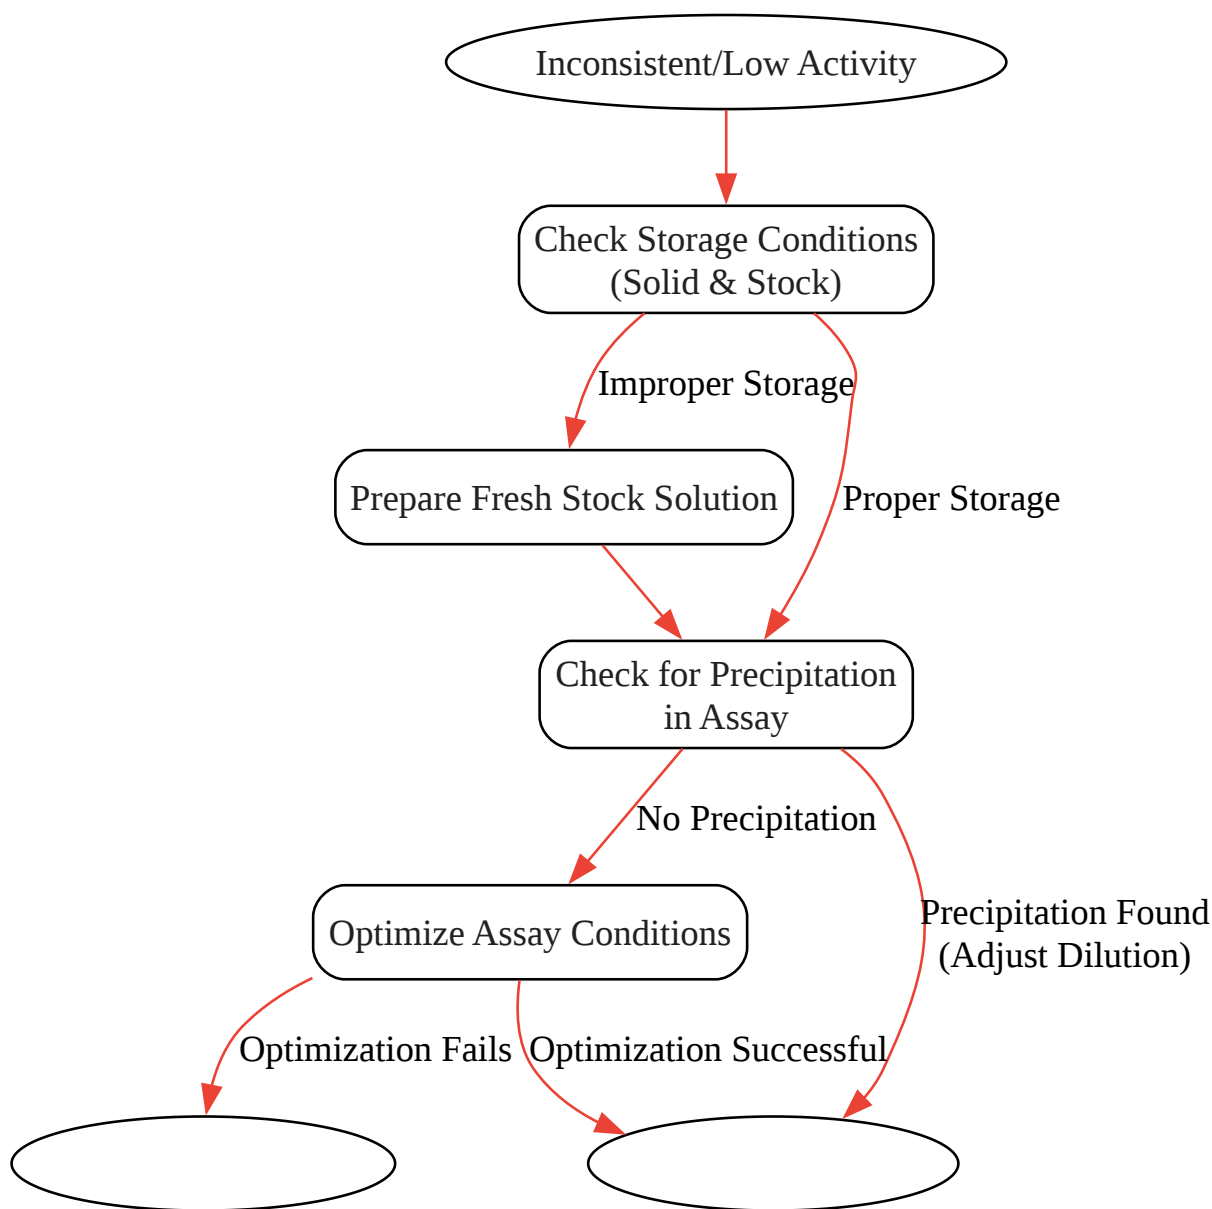 Inconsistent/Low Activity
Check Storage Conditions
(Solid & Stock)
Improper Storage
Prepare Fresh Stock Solution
Proper Storage
Check for Precipitation
in Assay
No Precipitation
Precipitation Found
(Adjust Dilution)
Optimize Assay Conditions
Optimization Fails
Optimization Successful